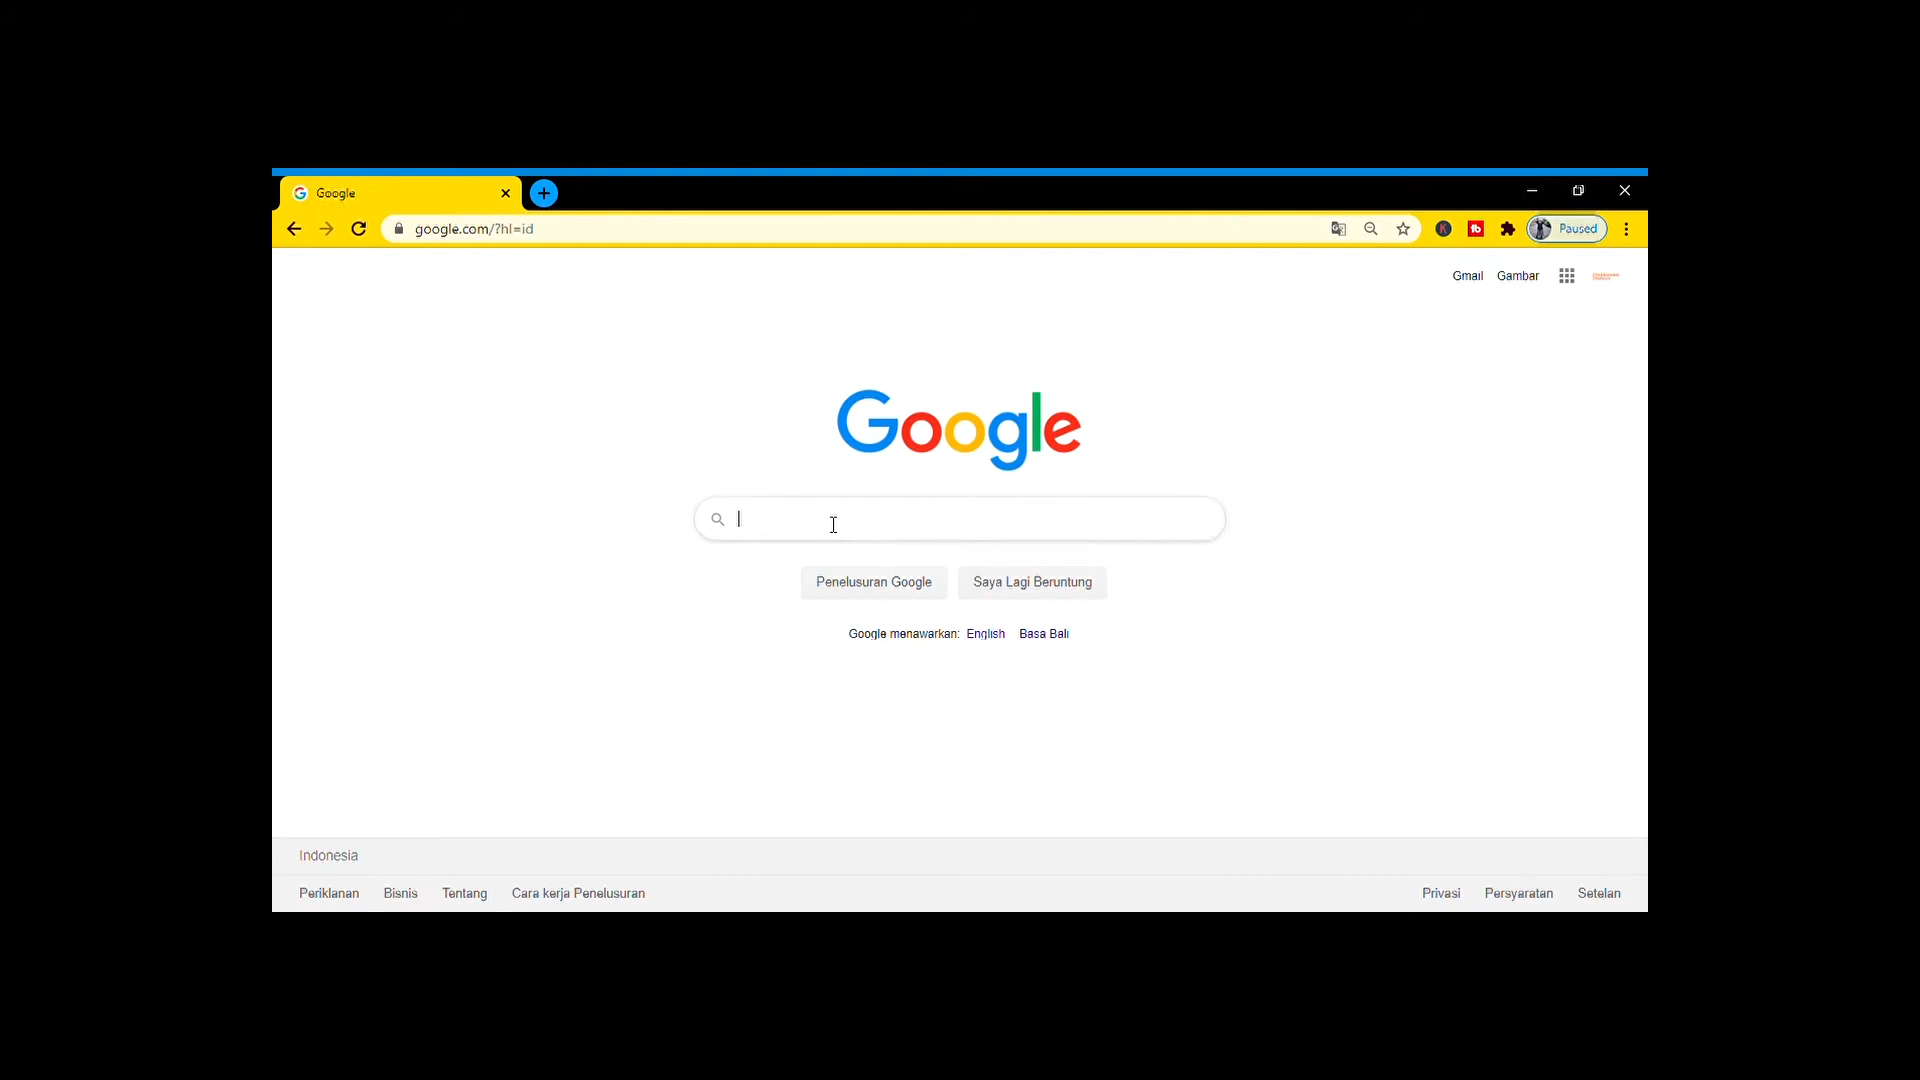 Google
google.com/?hl=id
Paused
Gmail Gambar
Google
Penelusuran Google Saya Lagi Beruntung
Google menawarkan: English Basa Bali
Indonesia
Periklanan Bisnis Tentang Cara kerja Penelusuran Privasi Persyaratan Setelan